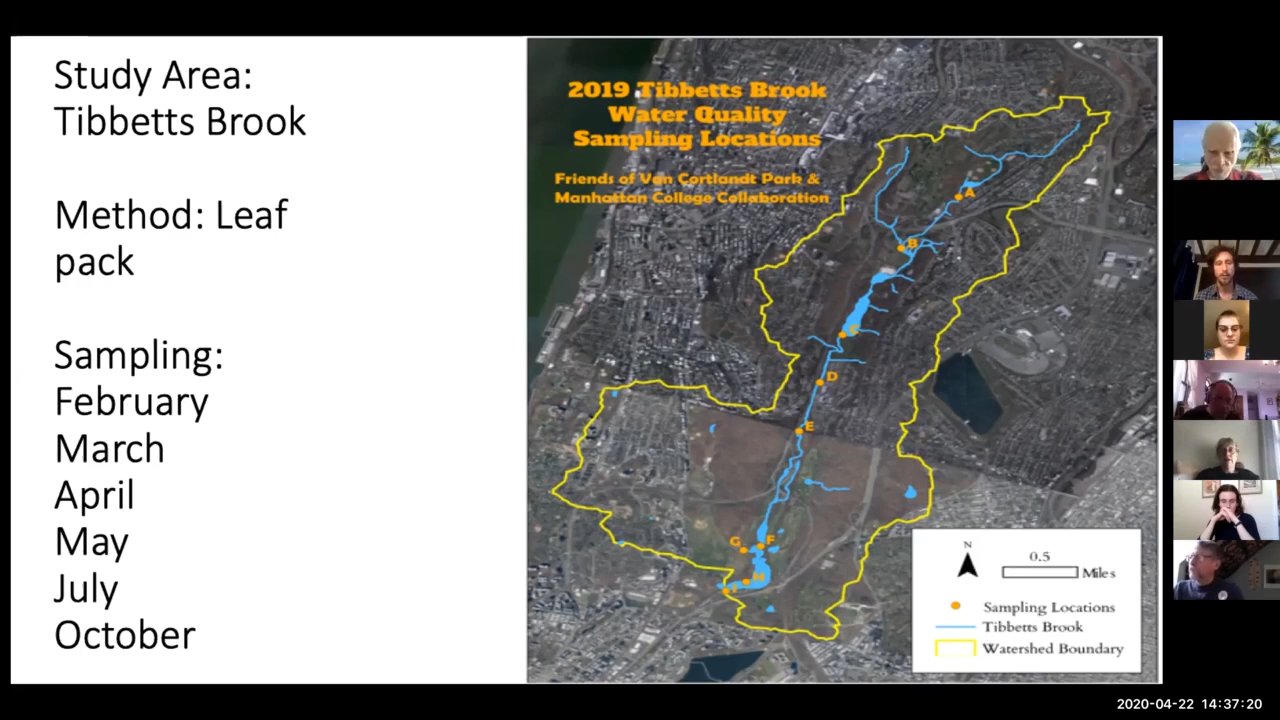 Study Area:
Tibbetts Brook
Method: Leaf
pack
Sampling:
February
March
April
May
July
October
2019 Tibbetts Brook
Water Quality
Sampling Locations
Friends of Van Cortlandt Park &
Manhattan College Collaboration
A
B
C
D
E
G F
H
I
N
0.5
Miles
Sampling Locations
Tibbetts Brook
Watershed Boundary
2020-04-22 14:37:20